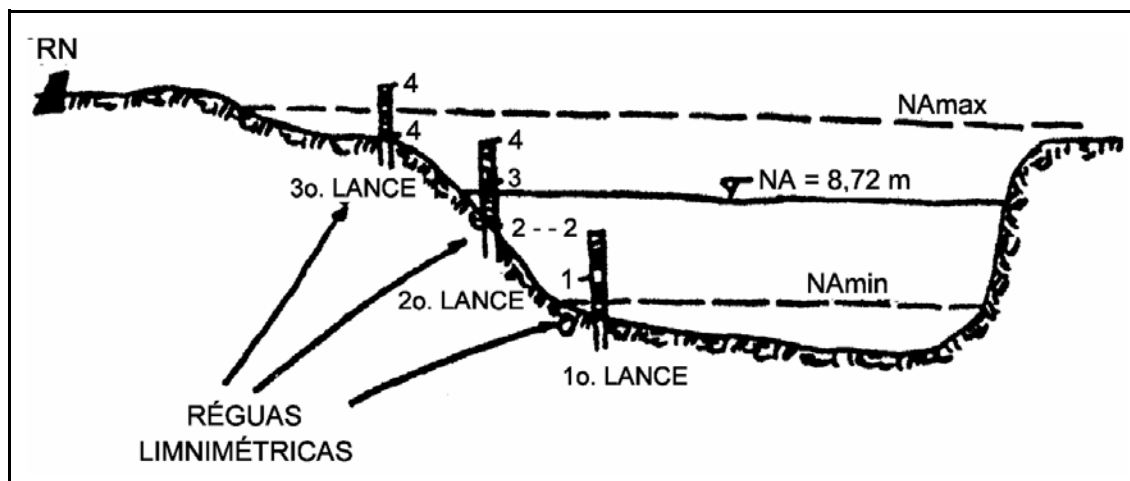 RN
4
NAmax
4
4
3
NA = 8,72 m
3o. LANCE
2 - - 2
1
NAmin
2o. LANCE
1o. LANCE
RÉGUAS
LIMNIMÉTRICAS